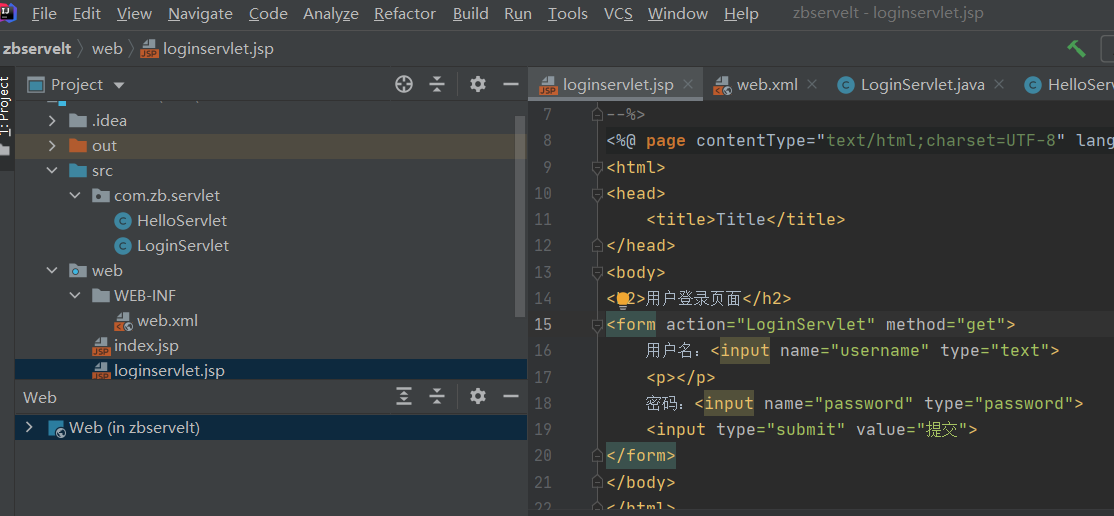 File Edit View Navigate Code Analyze Refactor Build Run Tools VCS Window Help zbservelt - loginservlet.jsp
zbservelt web loginservlet.jsp
1: Project
Project
.idea
out
src
com.zb.servlet
HelloServlet
LoginServlet
web
WEB-INF
web.xml
index.jsp
loginservlet.jsp
Web
Web (in zbservelt)
loginservlet.jsp web.xml LoginServlet.java HelloServ
7 --%>
8 <%@ page contentType="text/html;charset=UTF-8" lang
9 <html>
10 <head>
11 <title>Title</title>
12 </head>
13 <body>
14 <h2>用户登录页面</h2>
15 <form action="LoginServlet" method="get">
16 用户名：<input name="username" type="text">
17 <p></p>
18 密码：<input name="password" type="password">
19 <input type="submit" value="提交">
20 </form>
21 </body>
22 </html>